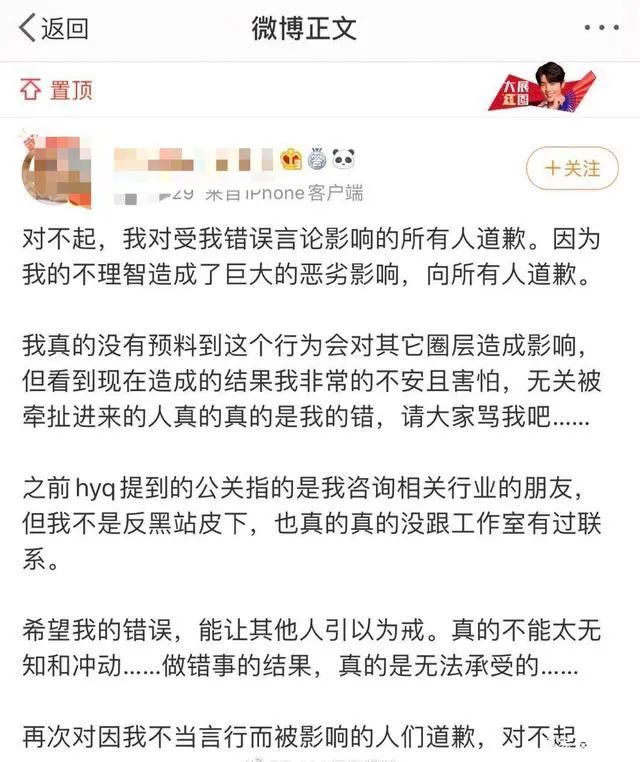 返回
微博正文
置顶
大展
红图
29 来自iPhone客户端
+关注
对不起，我对受我错误言论影响的所有人道歉。因为
我的不理智造成了巨大的恶劣影响，向所有人道歉。
我真的没有预料到这个行为会对其它圈层造成影响，
但看到现在造成的结果我非常的不安且害怕，无关被
牵扯进来的人真的真的是我的错，请大家骂我吧......
之前hyq提到的公关指的是我咨询相关行业的朋友，
但我不是反黑站皮下，也真的真的没跟工作室有过联
系。
希望我的错误，能让其他人引以为戒。真的不能太无
知和冲动......做错事的结果，真的是无法承受的......
再次对因我不当言行而被影响的人们道歉，对不起